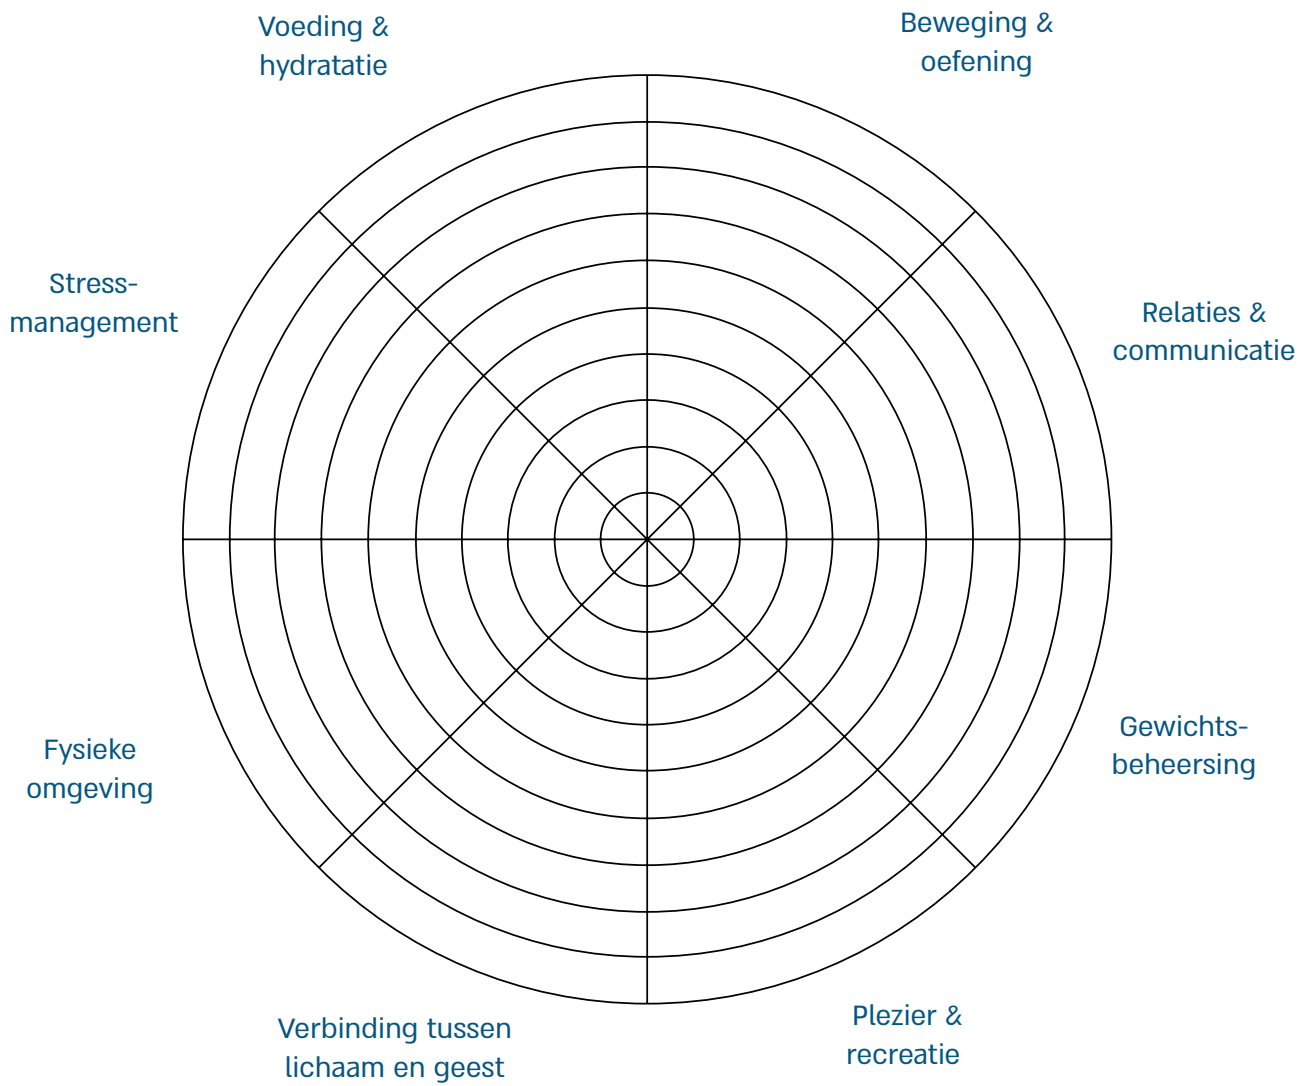 Voeding &
hydratatie
Beweging &
oefening
Stress-
management
Relaties &
communicatie
Fysieke
omgeving
Gewichts-
beheersing
Verbinding tussen
lichaam en geest
Plezier &
recreatie